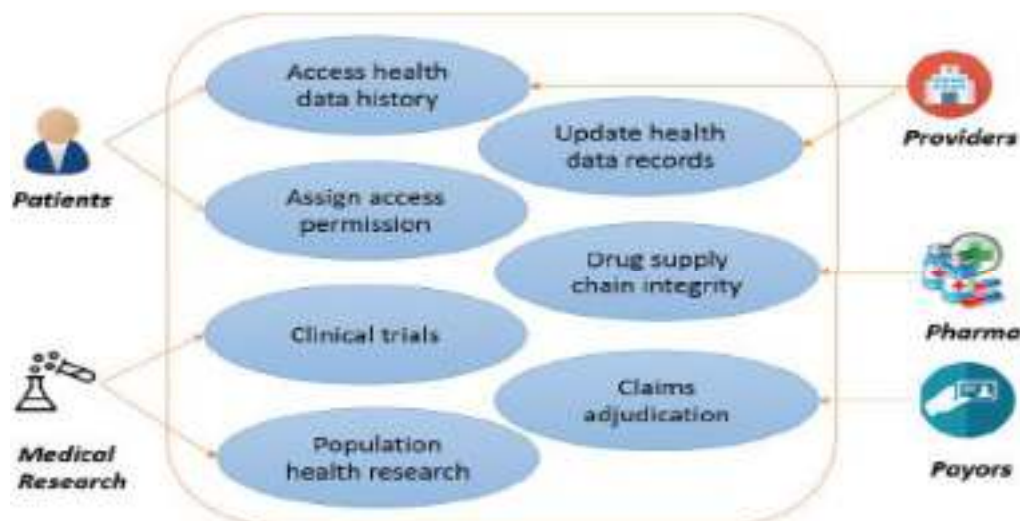 Access health
data history
Update health
data records
Providers
Patients
Assign access
permission
Drug supply
chain integrity
Clinical trials
Pharma
Claims
adjudication
Medical
Research
Population
health research
Payors